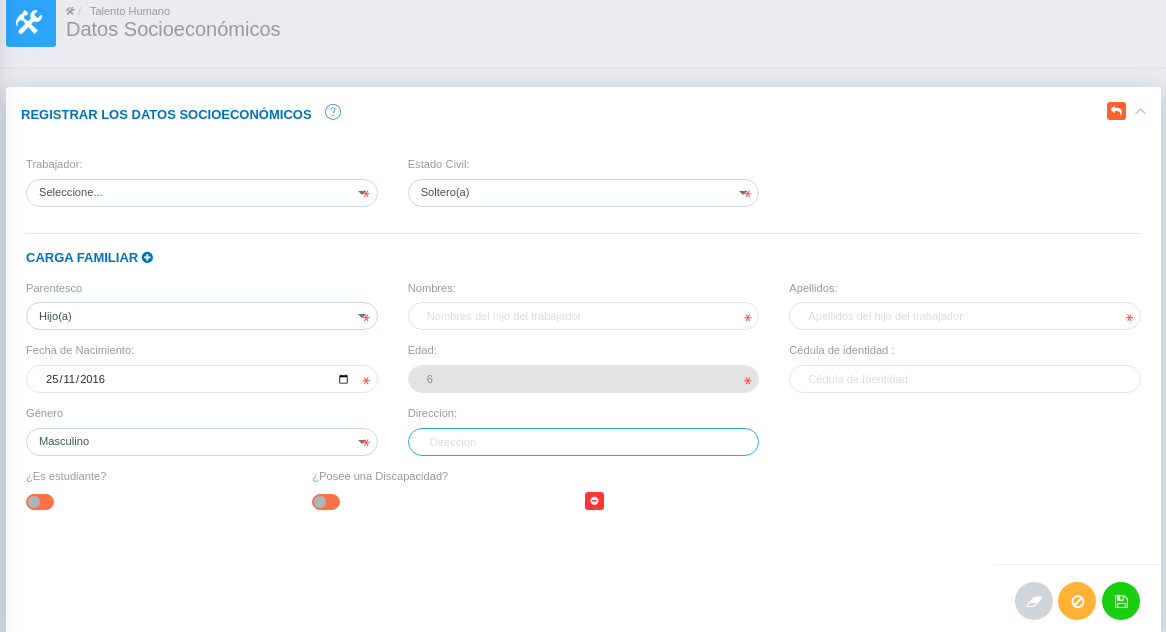 Talento Humano
Datos Socioeconómicos
REGISTRAR LOS DATOS SOCIOECONÓMICOS
Trabajador: Estado Civil:
Seleccione... Soltero(a)
CARGA FAMILIAR
Parentesco Nombres: Apellidos:
Hijo(a) Nombres del hijo del trabajador Apellidos del hijo del trabajador
Fecha de Nacimiento: Edad: Cédula de identidad :
25/11/2016 6 Cédula de Identidad
Género Direccion:
Masculino Direccion
¿Es estudiante? ¿Posee una Discapacidad?